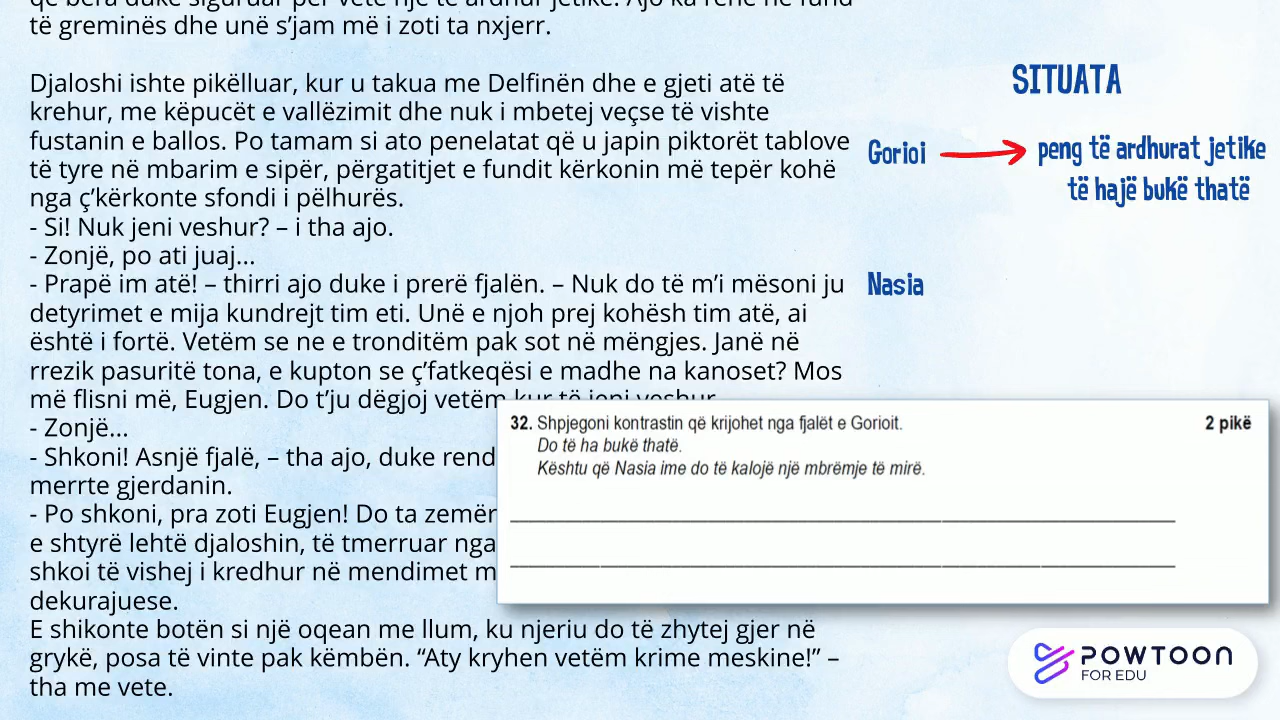 të greminës dhe unë s’jam më i zoti ta nxjerr.
Djaloshi ishte pikëlluar, kur u takua me Delfinën dhe e gjeti atë të
krehur, me këpucët e vallëzimit dhe nuk i mbetej veçse të vishte
fustanin e ballos. Po tamam si ato penelatat që u japin piktorët tablove
të tyre në mbarim e sipër, përgatitjet e fundit kërkonin më tepër kohë
nga ç’kërkonte sfondi i pëlhurës.
- Si! Nuk jeni veshur? – i tha ajo.
- Zonjë, po ati juaj...
- Prapë im atë! – thirri ajo duke i prerë fjalën. – Nuk do të m’i mësoni ju
detyrimet e mija kundrejt tim eti. Unë e njoh prej kohësh tim atë, ai
është i fortë. Vetëm se ne e tronditëm pak sot në mëngjes. Janë në
rrezik pasuritë tona, e kupton se ç’fatkeqësi e madhe na kanoset? Mos
më flisni më, Eugjen. Do t’ju dëgjoj vetëm kur të jeni veshur
- Zonjë...
- Shkoni! Asnjë fjalë, – tha ajo, duke rend
merrte gjerdanin.
- Po shkoni, pra zoti Eugjen! Do ta zemër
e shtyrë lehtë djaloshin, të tmerruar nga
shkoi të vishej i kredhur në mendimet m
dekurajuese.
E shikonte botën si një oqean me llum, ku njeriu do të zhytej gjer në
grykë, posa të vinte pak këmbën. “Aty kryhen vetëm krime meskine!” –
tha me vete.
SITUATA
Gorioi
peng të ardhurat jetike
të hajë bukë thatë
Nasia
32. Shpjegoni kontrastin që krijohet nga fjalët e Gorioit. 2 pikë
Do të ha bukë thatë.
Kështu që Nasia ime do të kalojë një mbrëmje të mirë.
POWTOON
FOR EDU